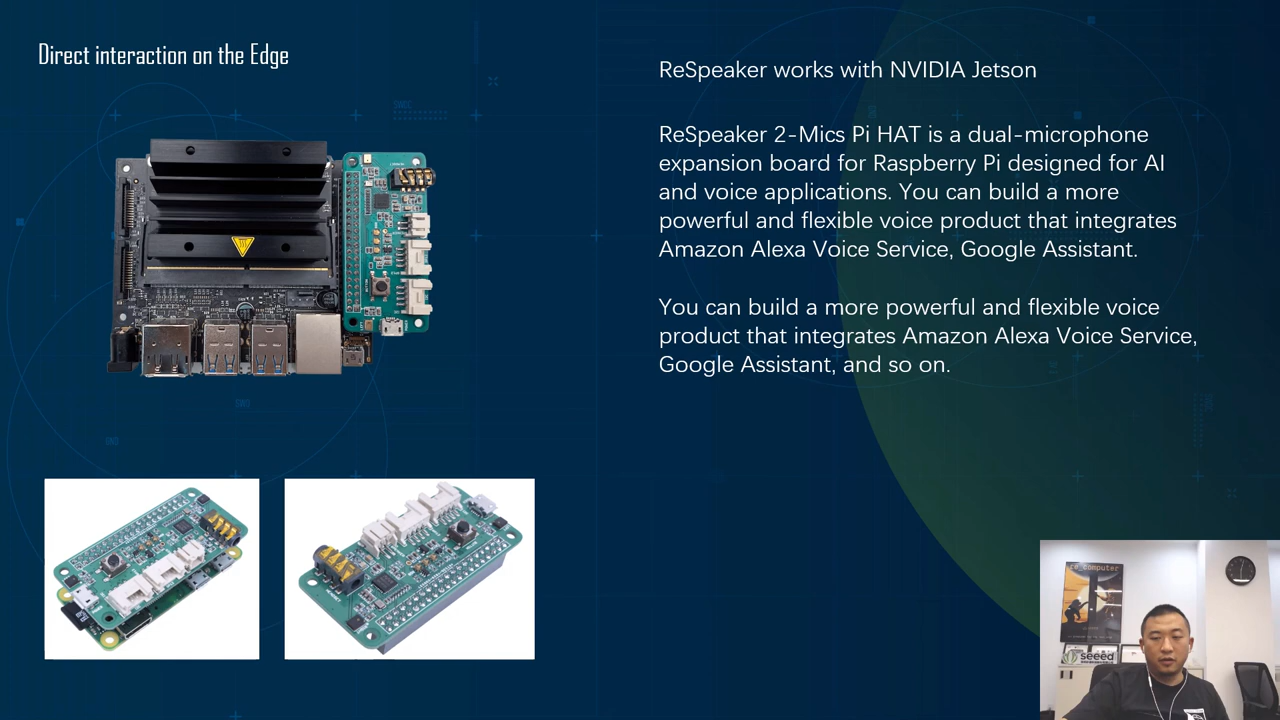 Direct interaction on the Edge
ReSpeaker works with NVIDIA Jetson
ReSpeaker 2-Mics Pi HAT is a dual-microphone
expansion board for Raspberry Pi designed for AI
and voice applications. You can build a more
powerful and flexible voice product that integrates
Amazon Alexa Voice Service, Google Assistant.
You can build a more powerful and flexible voice
product that integrates Amazon Alexa Voice Service,
Google Assistant, and so on.
re_computer
seeed